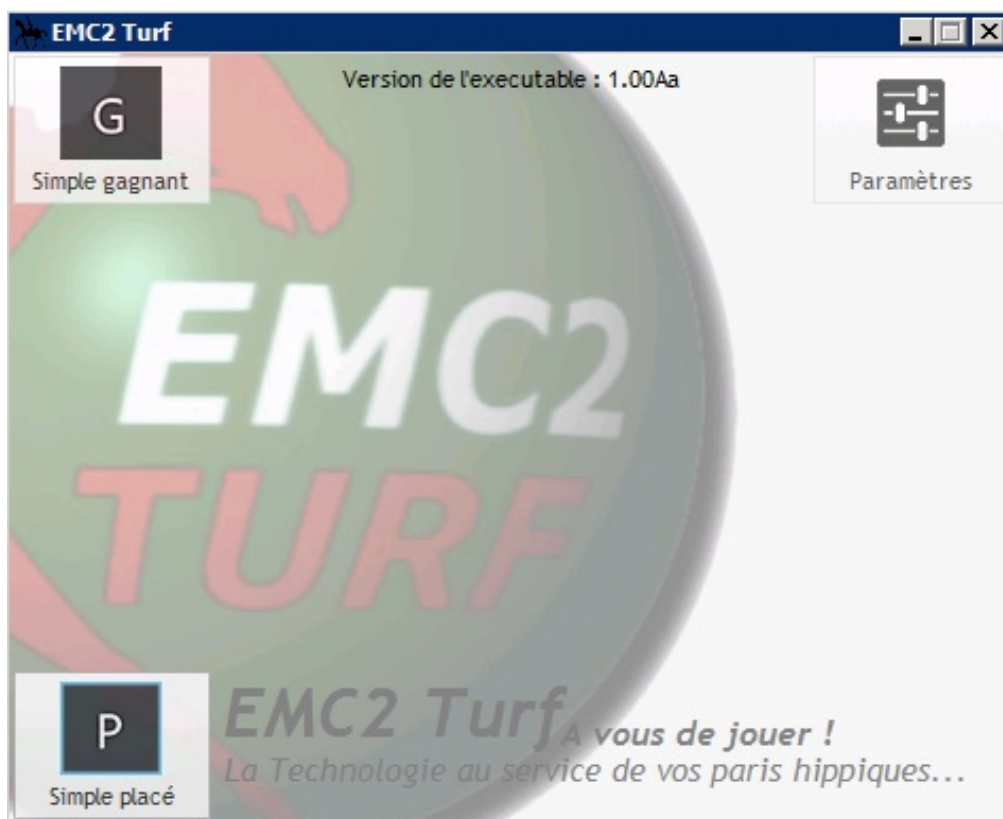 EMC2 Turf
Version de l'executable : 1.00Aa
G
Simple gagnant
Paramètres
EMC2
TURF
P
Simple placé
EMC2 Turf
A vous de jouer !
La Technologie au service de vos paris hippiques...